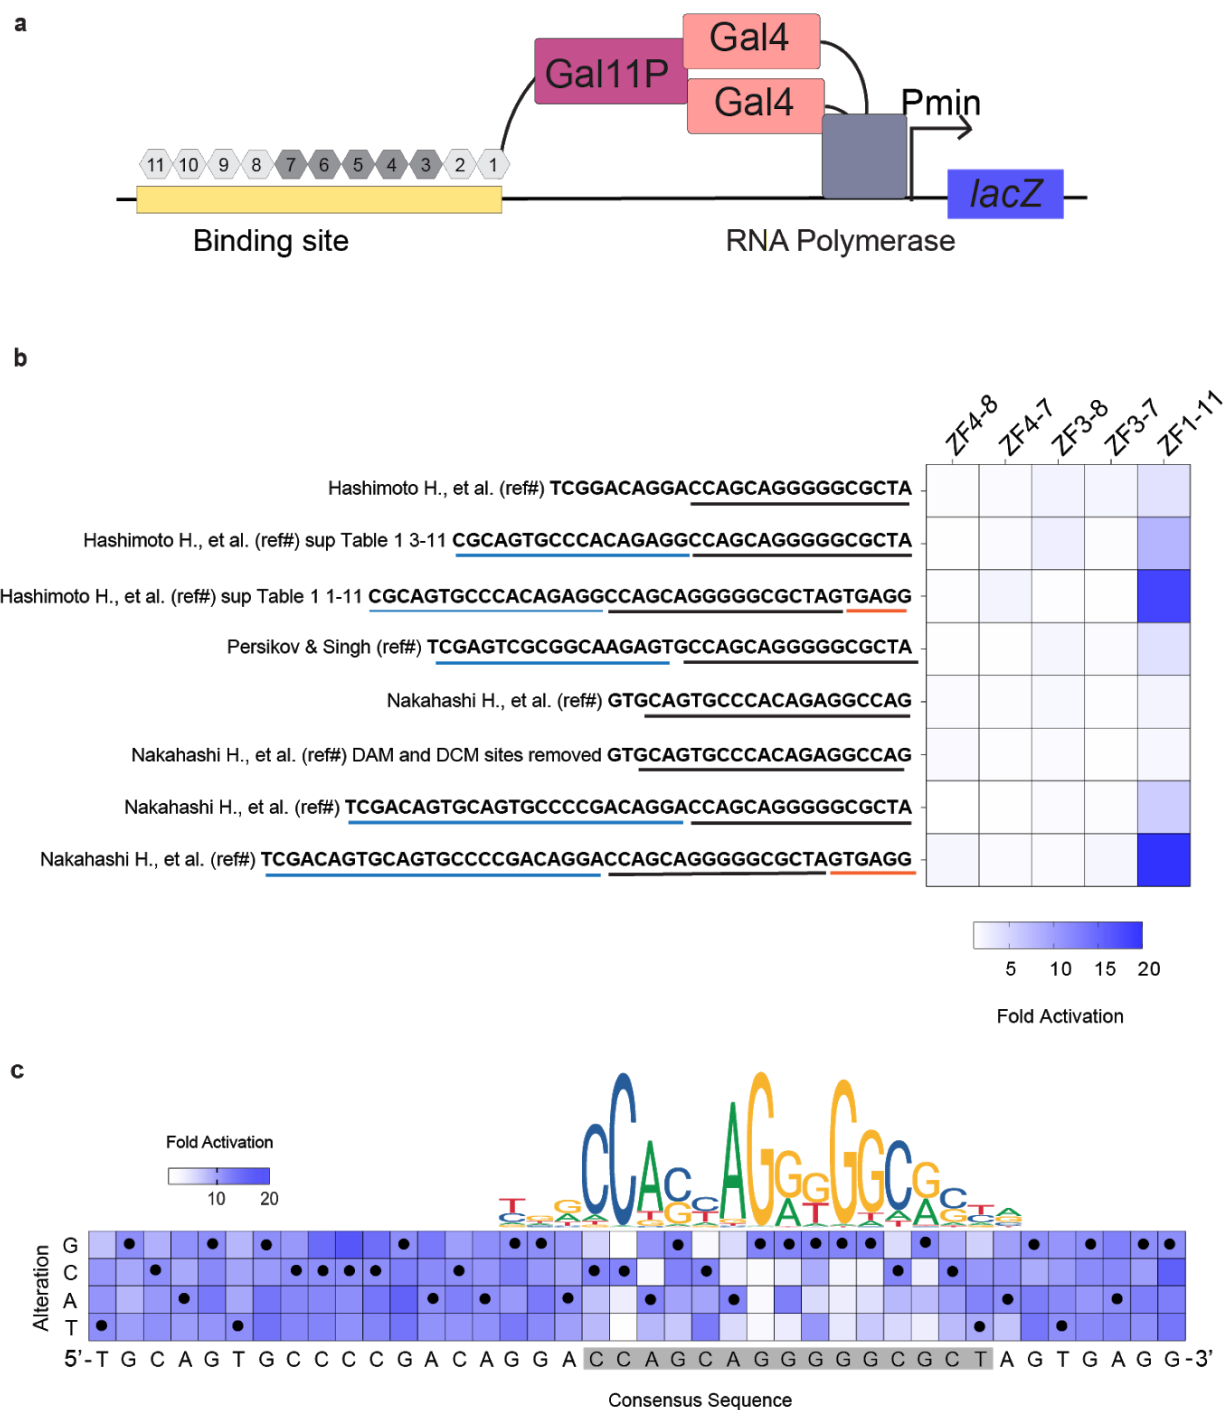 a
Gal4
Gal11P
Gal4
Pmin
11 10 9 8 7 6 5 4 3 2 1
lacZ
Binding site
RNA Polymerase
b
ZF4-8 ZF4-7 ZF3-8 ZF3-7 ZF1-11
Hashimoto H., et al. (ref#) TCGGACAGGACCAGCAGGGGGCGCTA
Hashimoto H., et al. (ref#) sup Table 1 3-11 CGCAGTGCCCACAGAGGCCAGCAGGGGGCGCTA
Hashimoto H., et al. (ref#) sup Table 1 1-11 CGCAGTGCCCACAGAGGCCAGCAGGGGGCGCTAGTGAGG
Persikov & Singh (ref#) TCGAGTCGCGGCAAGAGTGCCAGCAGGGGGCGCTA
Nakahashi H., et al. (ref#) GTGCAGTGCCCACAGAGGCCAG
Nakahashi H., et al. (ref#) DAM and DCM sites removed GTGCAGTGCCCACAGAGGCCAG
Nakahashi H., et al. (ref#) TCGACAGTGCAGTGCCCCGACAGGACCAGCAGGGGGCGCTA
Nakahashi H., et al. (ref#) TCGACAGTGCAGTGCCCCGACAGGACCAGCAGGGGGCGCTAGTGAGG
5 10 15 20
Fold Activation
c
Fold Activation
10 20
Alteration
G
C
A
T
5'-T G C A G T G C C C C G A C A G G A C C A G C A G G G G G C G C T A G T G A G G-3'
Consensus Sequence